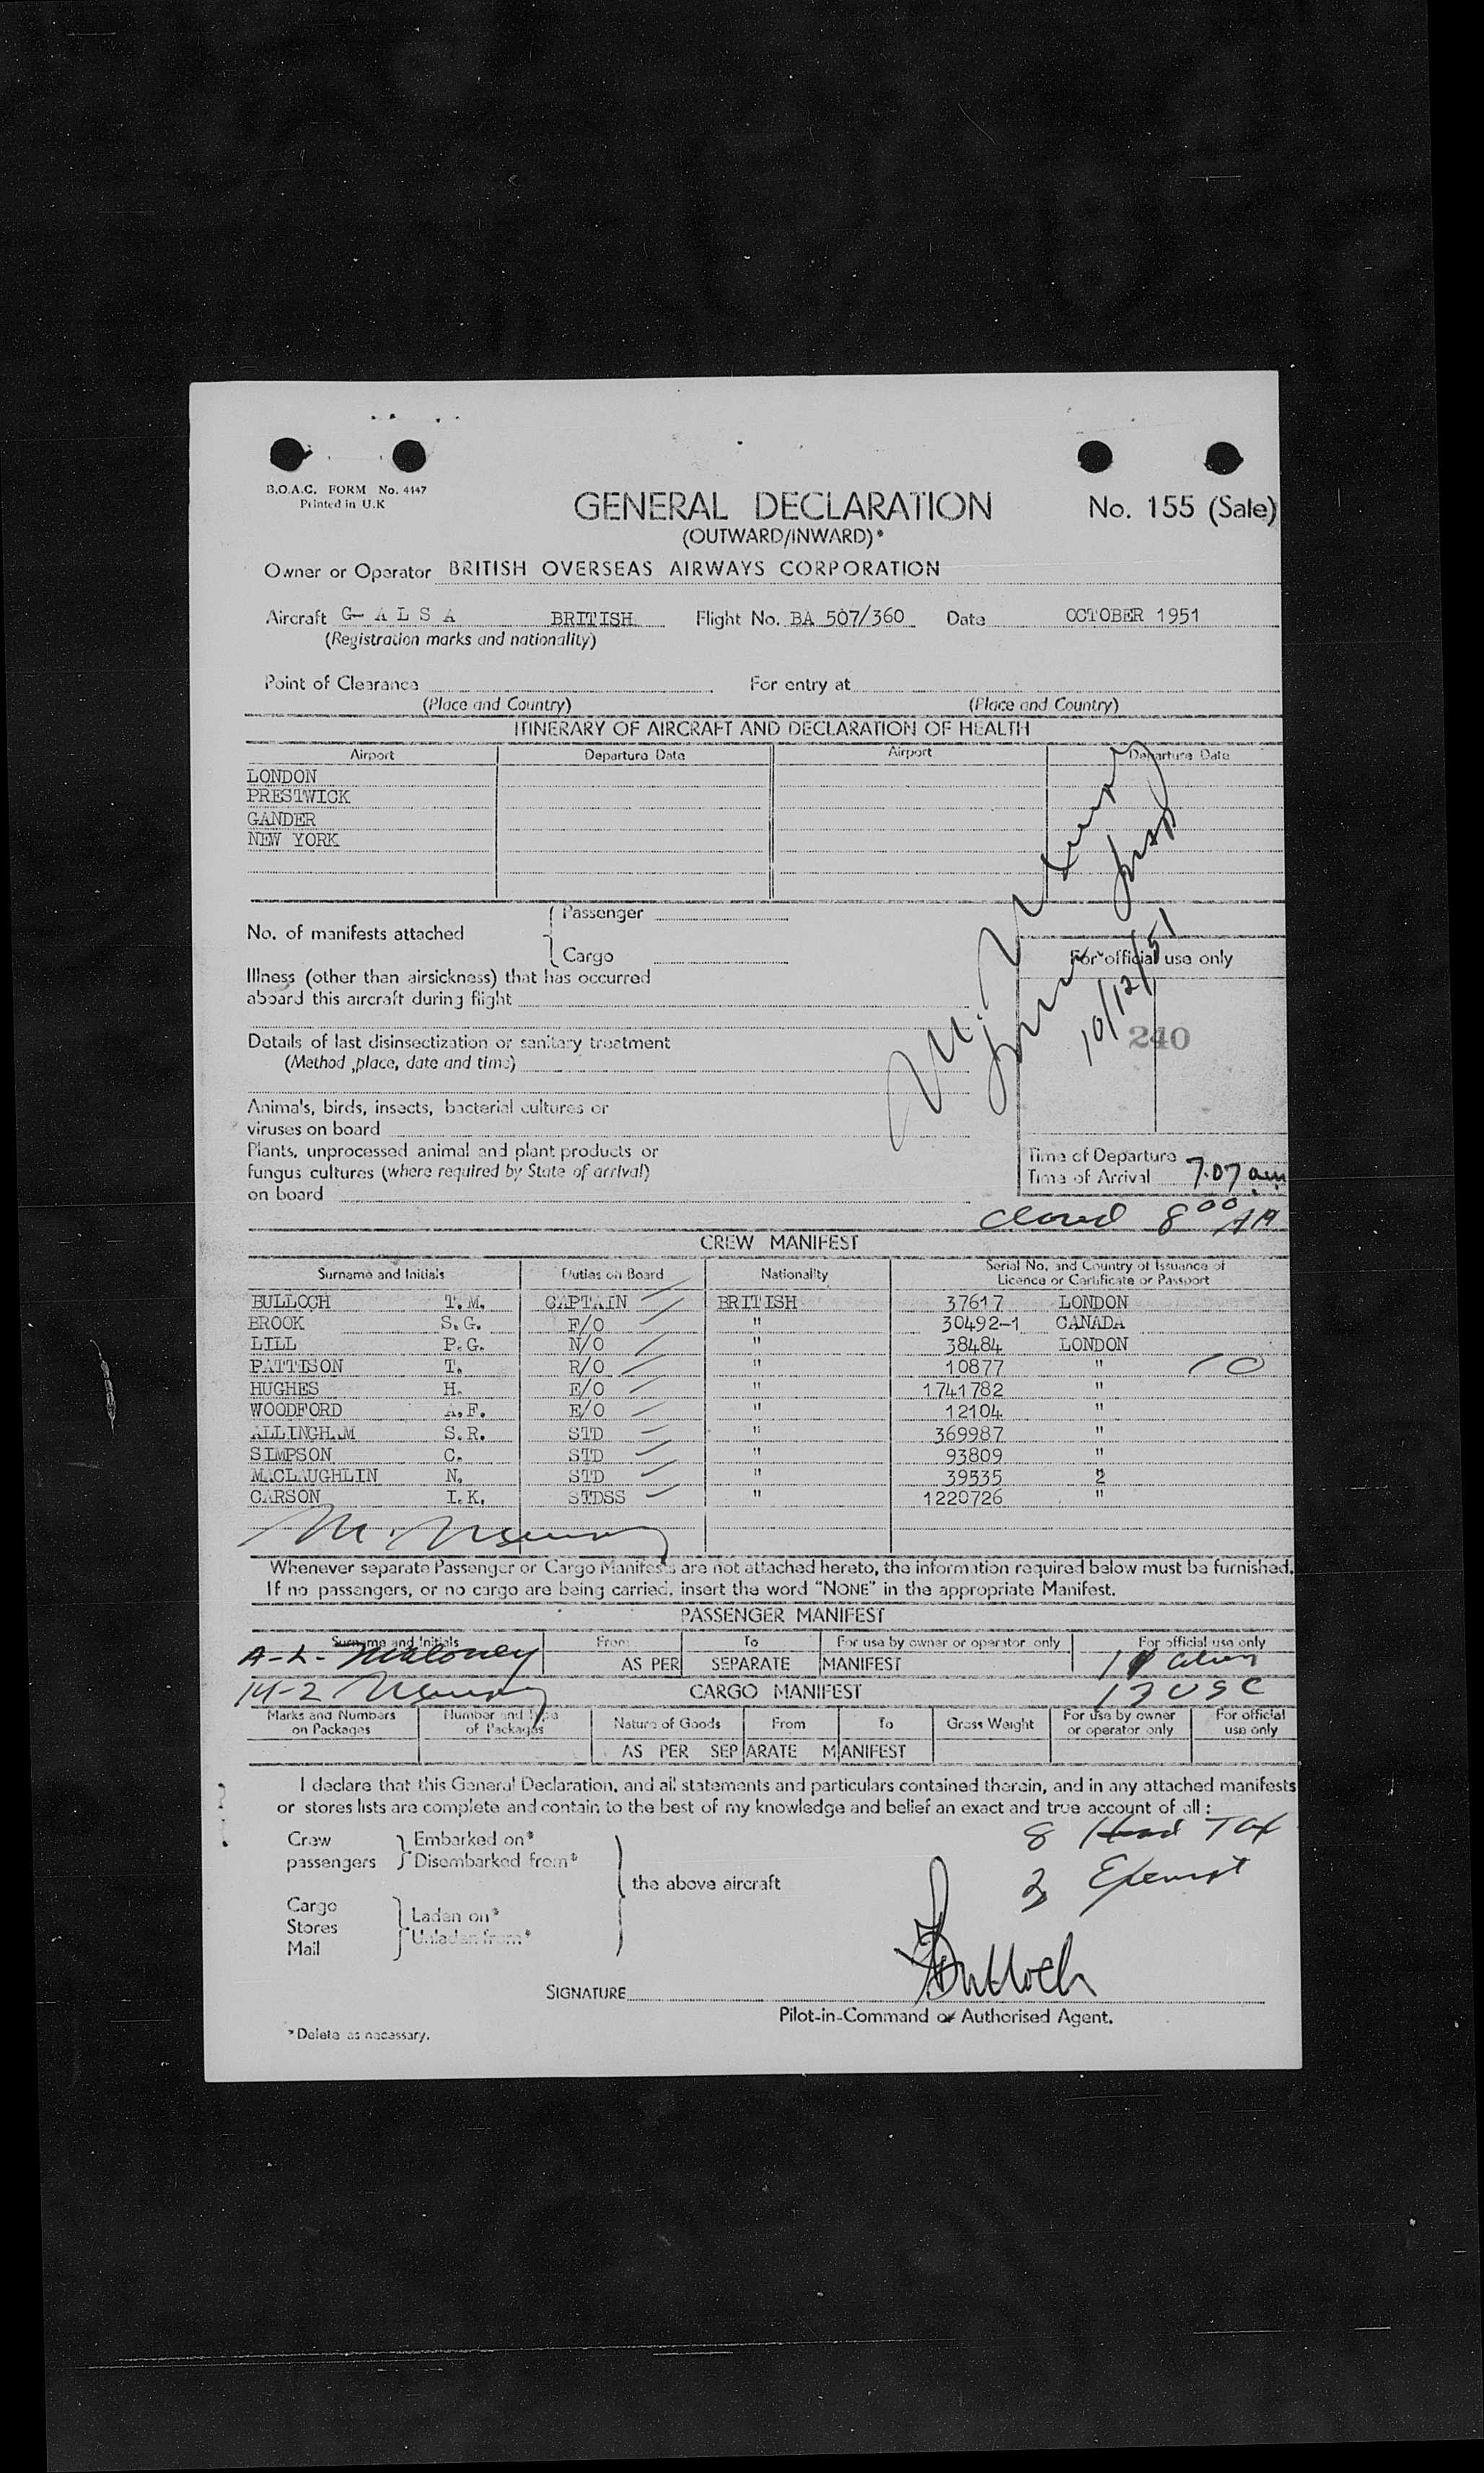 B.O.A.C. FORM No. 4447
Printed in U.K
GENERAL DECLARATION
No. 155 (Sale)
(OUTWARD/INWARD)*
Owner or Operator BRITISH OVERSEAS AIRWAYS CORPORATION
Aircraft G- A L S A BRITISH Flight No. BA 507/360 Date OCTOBER 1951
(Registration marks and nationality)
Point of Clearance For entry at
(Place and Country) (Place and Country)
ITINERARY OF AIRCRAFT AND DECLARATION OF HEALTH
Airport Departure Date Airport Departure Date
LONDON
PRESTWICK
GANDER
NEW YORK
No. of manifests attached { Passenger
Cargo
For official use only
10/12/51
240
Illness (other than airsickness) that has occurred
aboard this aircraft during flight
Details of last disinsectization or sanitary treatment
(Method ,place, date and time)
Animals, birds, insects, bacterial cultures or
viruses on board
Plants, unprocessed animal and plant products or
fungus cultures (where required by State of arrival)
on board
Time of Departure
Time of Arrival 7.07 am
closed 8 00 AM
CREW MANIFEST
Surname and Initials Duties on Board Nationality Serial No. and Country of Issuance of Licence or Certificate or Passport
BULLOCH T.M. CAPTAIN BRITISH 37617 LONDON
BROOK S.G. F/O " 30492-1 CANADA
LILL P.G. N/O " 38484 LONDON
PATTISON T. R/O " 10877 " 10
HUGHES H. E/O " 1741782 "
WOODFORD A.F. E/O " 12104 "
ALLINGHAM S.R. STD " 369987 "
SIMPSON C. STD " 93809 "
MACLAUGHLIN N. STD " 39535 "
CARSON I.K. STDSS " 1220726 "
Whenever separate Passenger or Cargo Manifests are not attached hereto, the information required below must be furnished.
If no passengers, or no cargo are being carried, insert the word "NONE" in the appropriate Manifest.
PASSENGER MANIFEST
Surname and Initials From To For use by owner or operator only For official use only
A-L- Maloney AS PER SEPARATE MANIFEST
CARGO MANIFEST
13 USC
Marks and Numbers on Packages Number and Type of Packages Nature of Goods From To Gross Weight For use by owner or operator only For official use only
AS PER SEPARATE MANIFEST
I declare that this General Declaration, and all statements and particulars contained therein, and in any attached manifests
or stores lists are complete and contain to the best of my knowledge and belief an exact and true account of all :
8 Head Tax
Crew passengers } Embarked on* Disembarked from*
the above aircraft
Exempt
Cargo Stores Mail } Laden on* Unladen from*
SIGNATURE TBulloch
Pilot-in-Command or Authorised Agent.
*Delete as necessary.